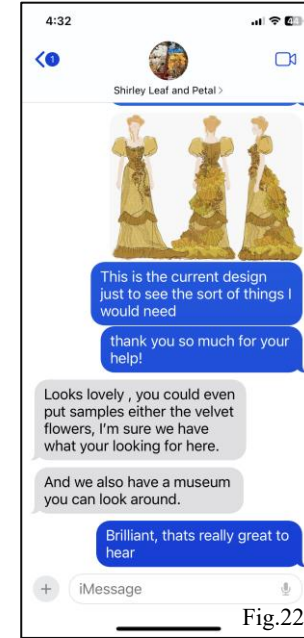 4:32
44
1
Shirley Leaf and Petal >
This is the current design
just to see the sort of things I
would need
thank you so much for your
help!
Looks lovely , you could even
put samples either the velvet
flowers, I'm sure we have
what your looking for here.
And we also have a museum
you can look around.
Brilliant, thats really great to
hear
iMessage
Fig.22